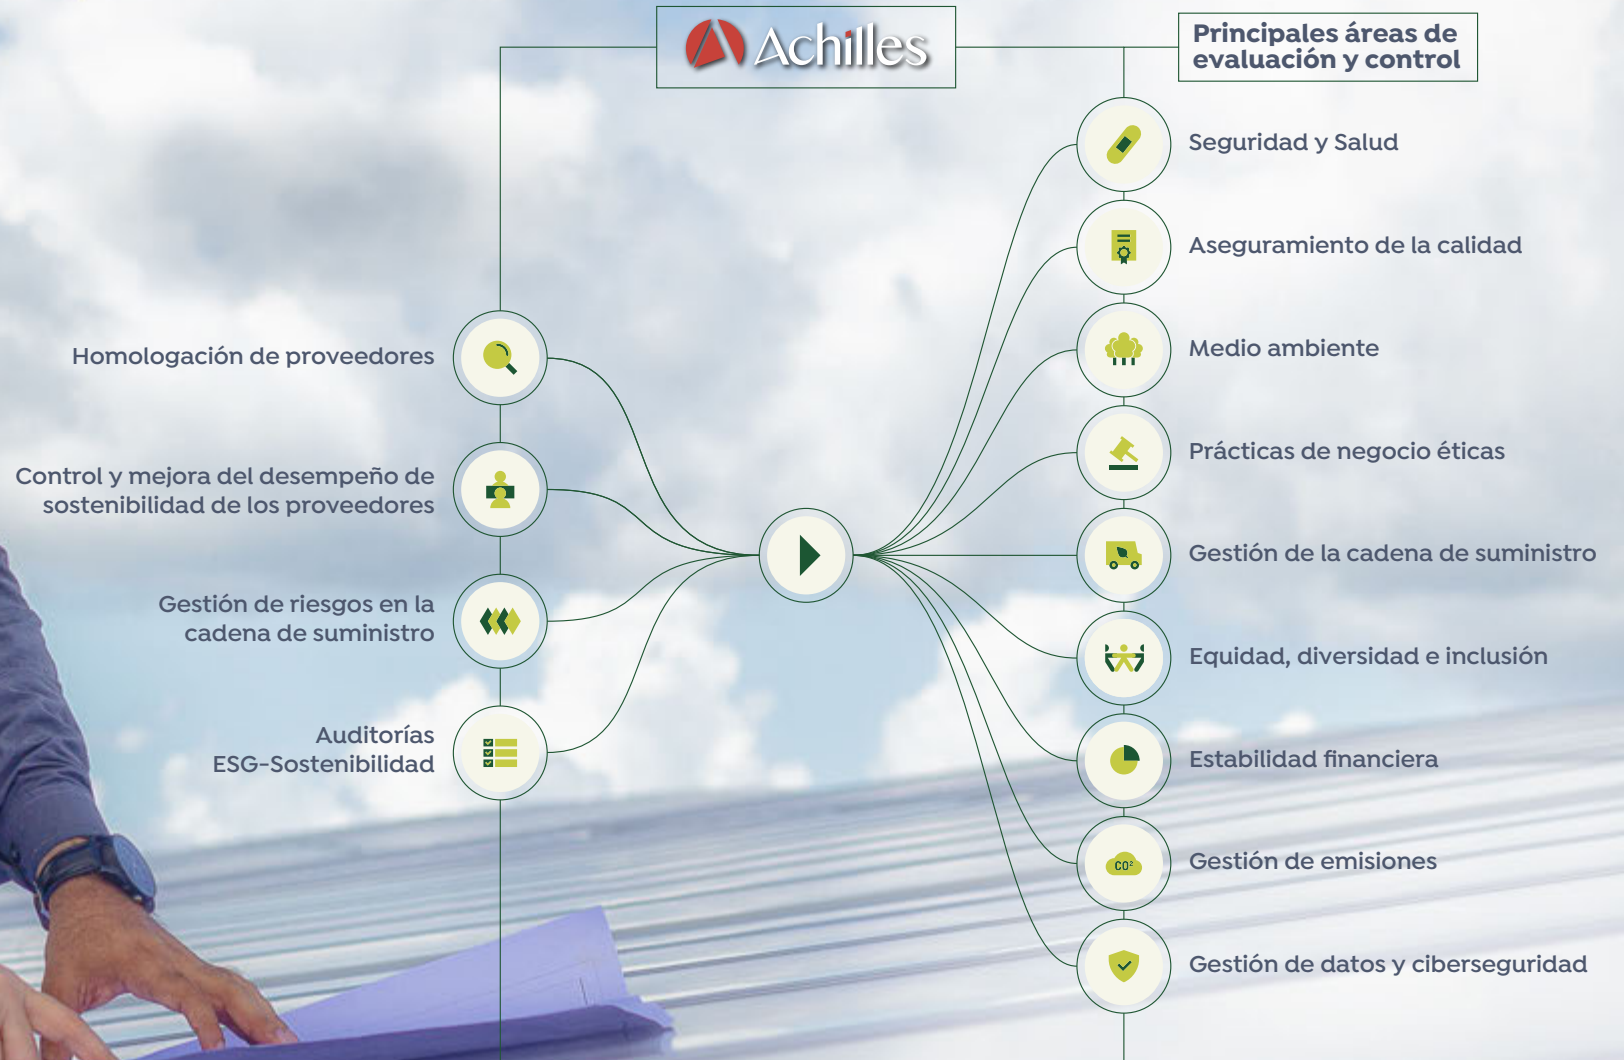 Achilles
Principales áreas de
evaluación y control
Homologación de proveedores
Control y mejora del desempeño de
sostenibilidad de los proveedores
Gestión de riesgos en la
cadena de suministro
Auditorías
ESG-Sostenibilidad
Seguridad y Salud
Aseguramiento de la calidad
Medio ambiente
Prácticas de negocio éticas
Gestión de la cadena de suministro
Equidad, diversidad e inclusión
Estabilidad financiera
CO²
Gestión de emisiones
Gestión de datos y ciberseguridad